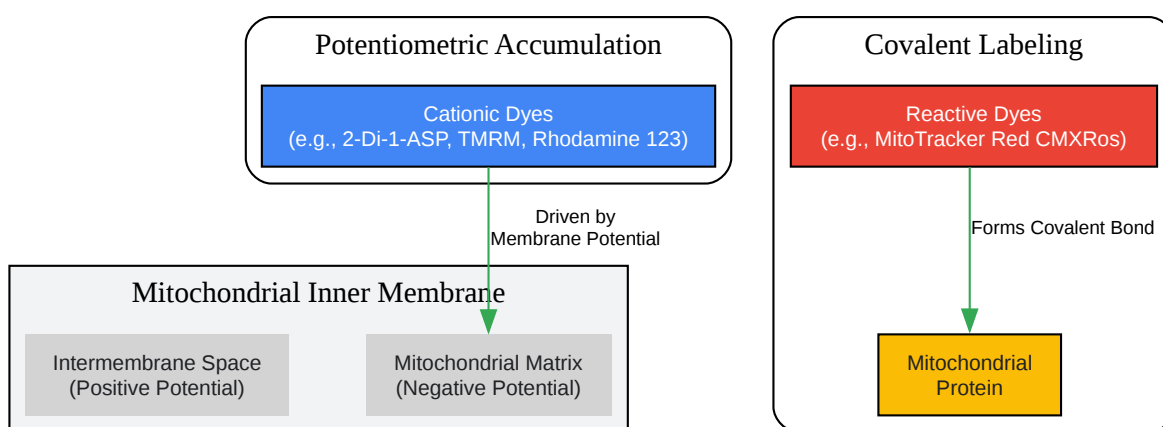 Potentiometric Accumulation
Cationic Dyes
(e.g., 2-Di-1-ASP, TMRM, Rhodamine 123)
Driven by
Membrane Potential
Mitochondrial Inner Membrane
Intermembrane Space
(Positive Potential)
Mitochondrial Matrix
(Negative Potential)
Covalent Labeling
Reactive Dyes
(e.g., MitoTracker Red CMXRos)
Forms Covalent Bond
Mitochondrial
Protein